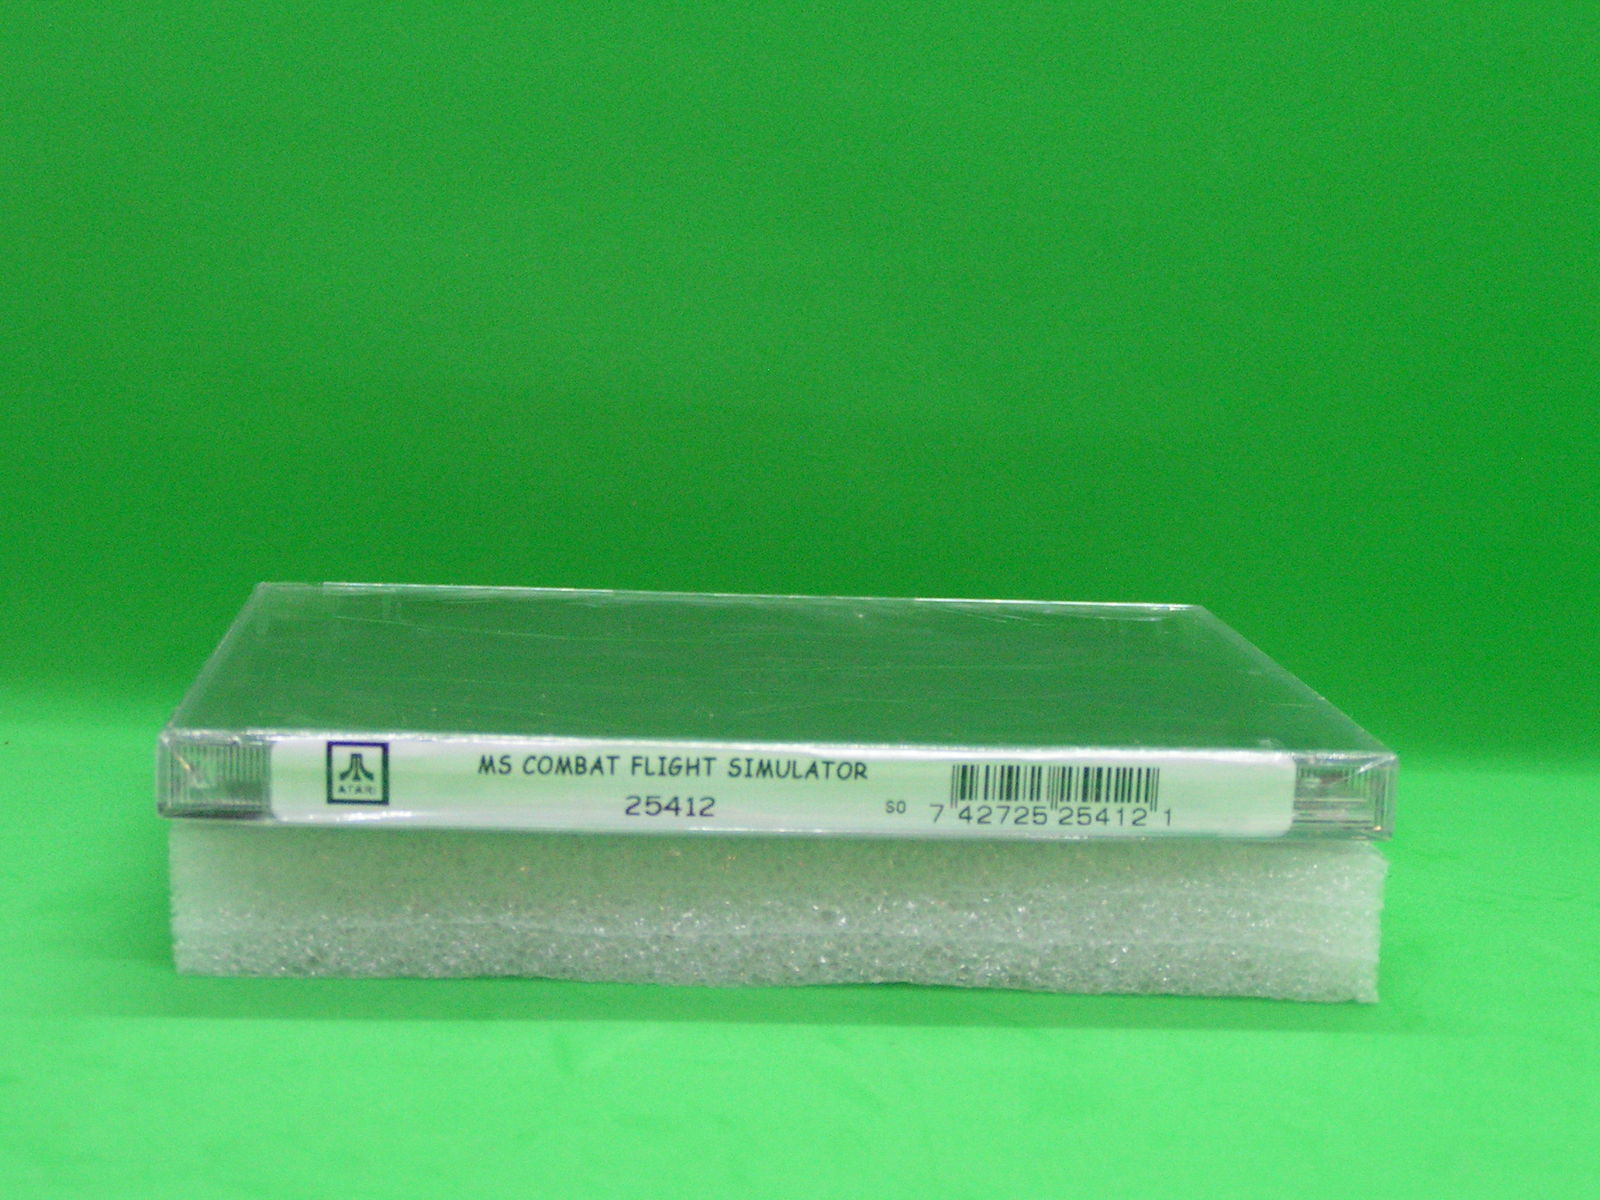 ATARI
MS COMBAT FLIGHT SIMULATOR
25412
SO 7 42725 25412 1